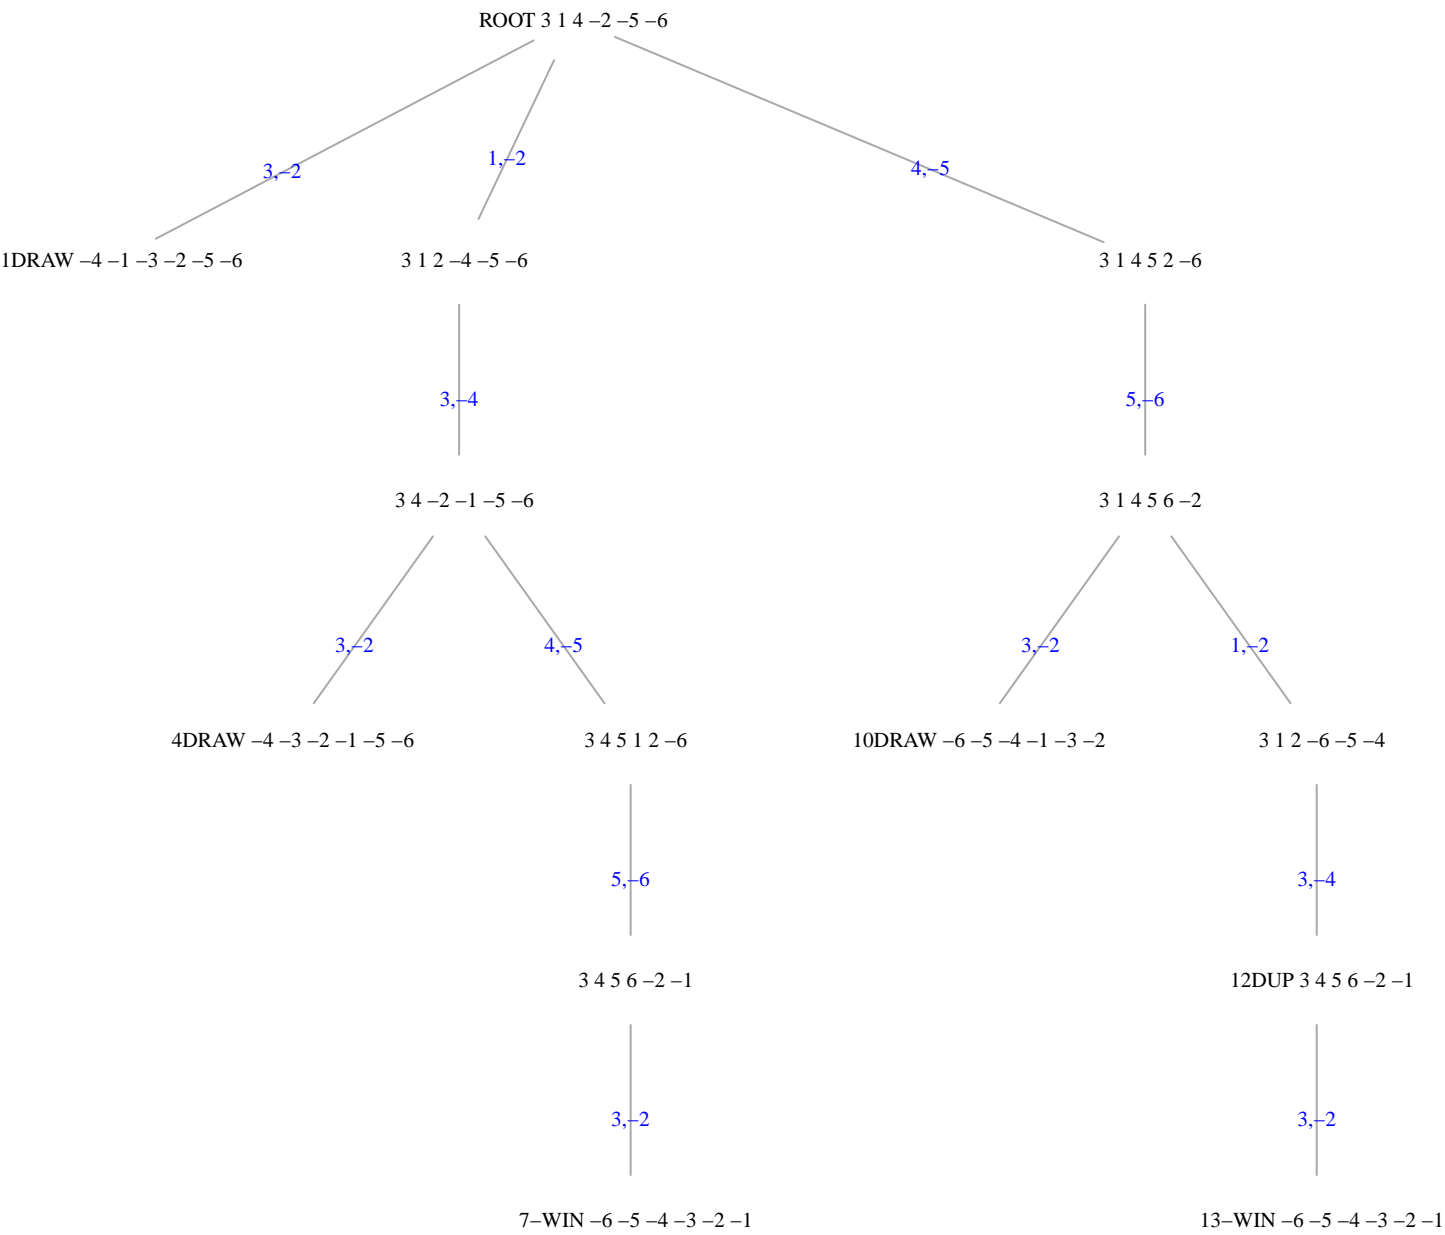 ROOT 3 1 4 –2 –5 –6
3,–2
1,–2
4,–5
1DRAW –4 –1 –3 –2 –5 –6
3 1 2 –4 –5 –6
3 1 4 5 2 –6
3,–4
5,–6
3 4 –2 –1 –5 –6
3 1 4 5 6 –2
3,–2
4,–5
3,–2
1,–2
4DRAW –4 –3 –2 –1 –5 –6
3 4 5 1 2 –6
10DRAW –6 –5 –4 –1 –3 –2
3 1 2 –6 –5 –4
5,–6
3,–4
3 4 5 6 –2 –1
12DUP 3 4 5 6 –2 –1
3,–2
3,–2
7–WIN –6 –5 –4 –3 –2 –1
13–WIN –6 –5 –4 –3 –2 –1